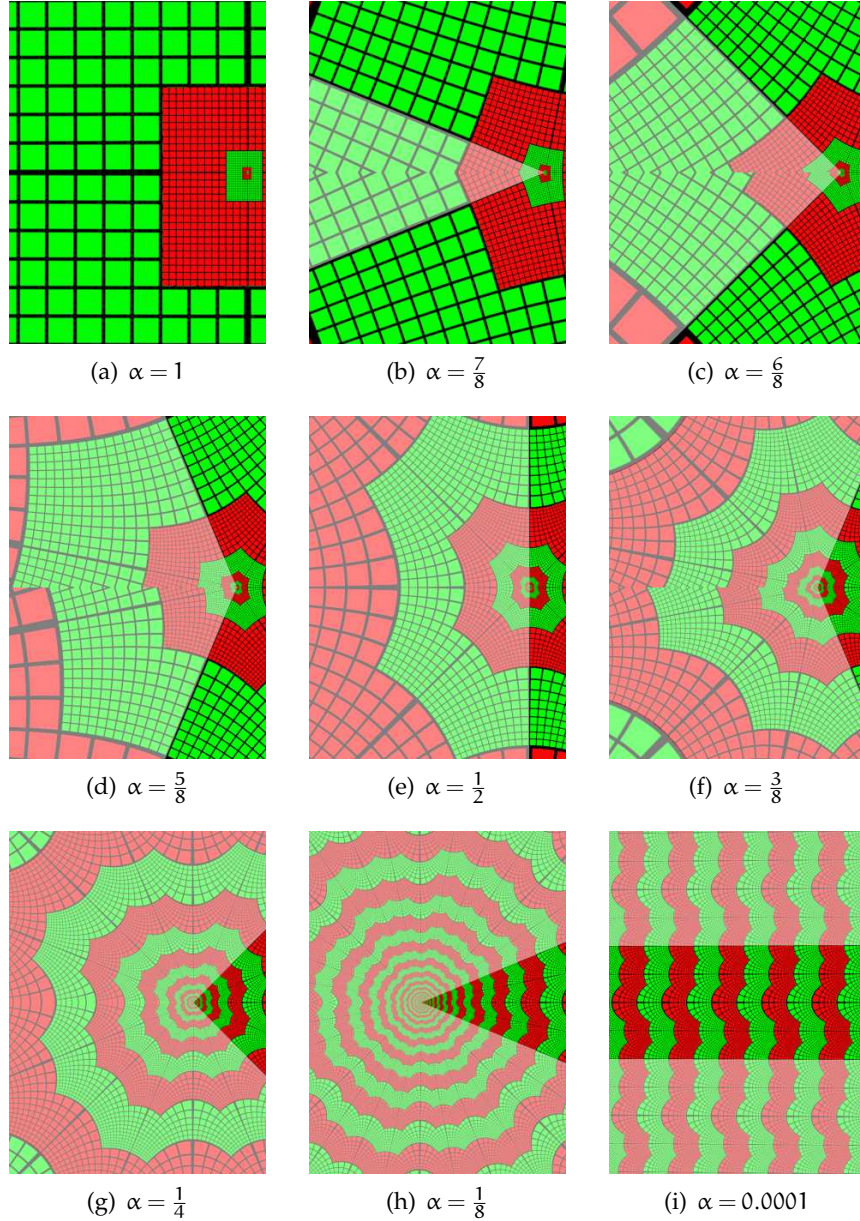 (a) α = 1
(b) α = 7/8
(c) α = 6/8
(d) α = 5/8
(e) α = 1/2
(f) α = 3/8
(g) α = 1/4
(h) α = 1/8
(i) α = 0.0001